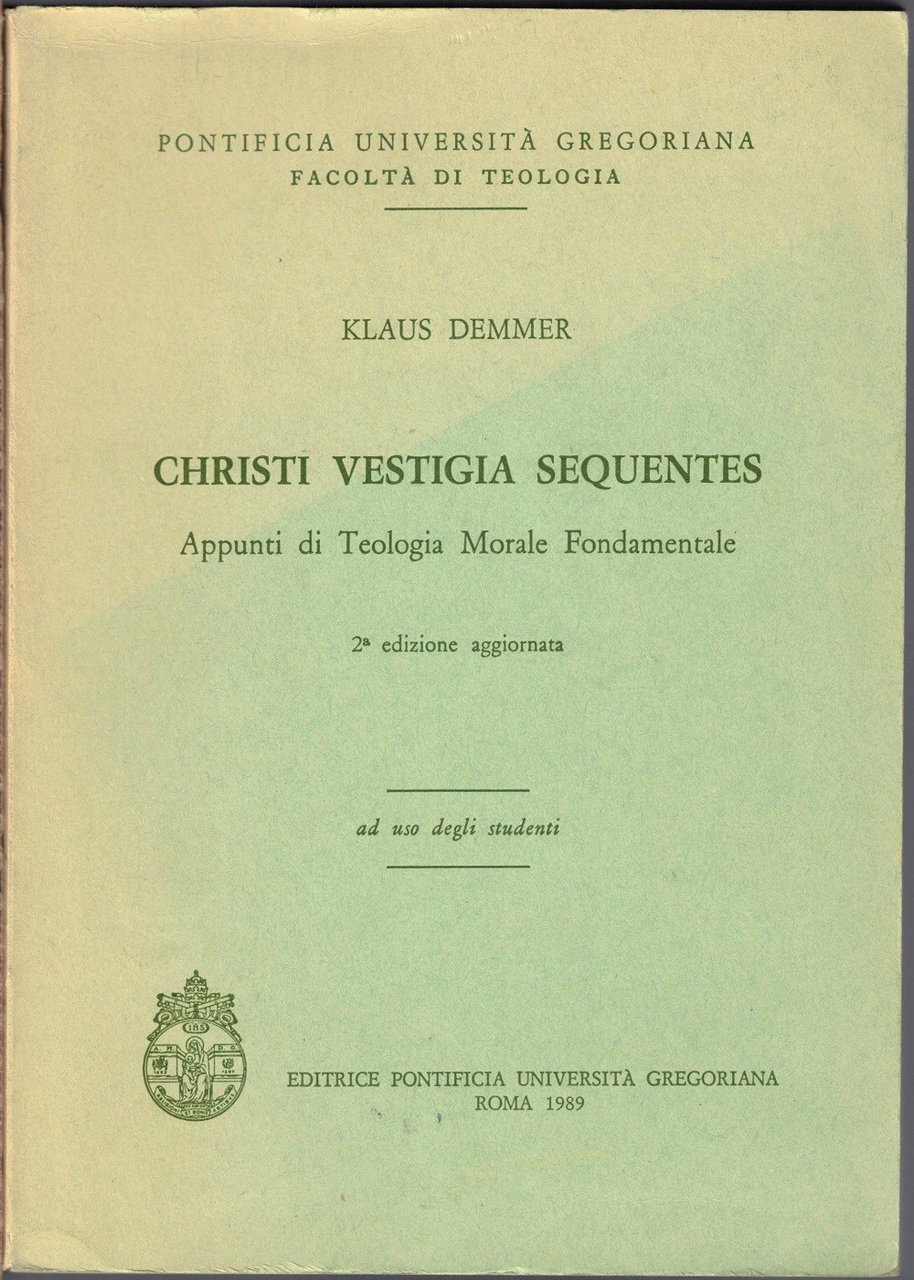 PONTIFICIA UNIVERSITÀ GREGORIANA
FACOLTÀ DI TEOLOGIA
KLAUS DEMMER
CHRISTI VESTIGIA SEQUENTES
Appunti di Teologia Morale Fondamentale
2ª edizione aggiornata
ad uso degli studenti
IHS
A. M. D. G.
EDITRICE PONTIFICIA UNIVERSITÀ GREGORIANA
ROMA 1989